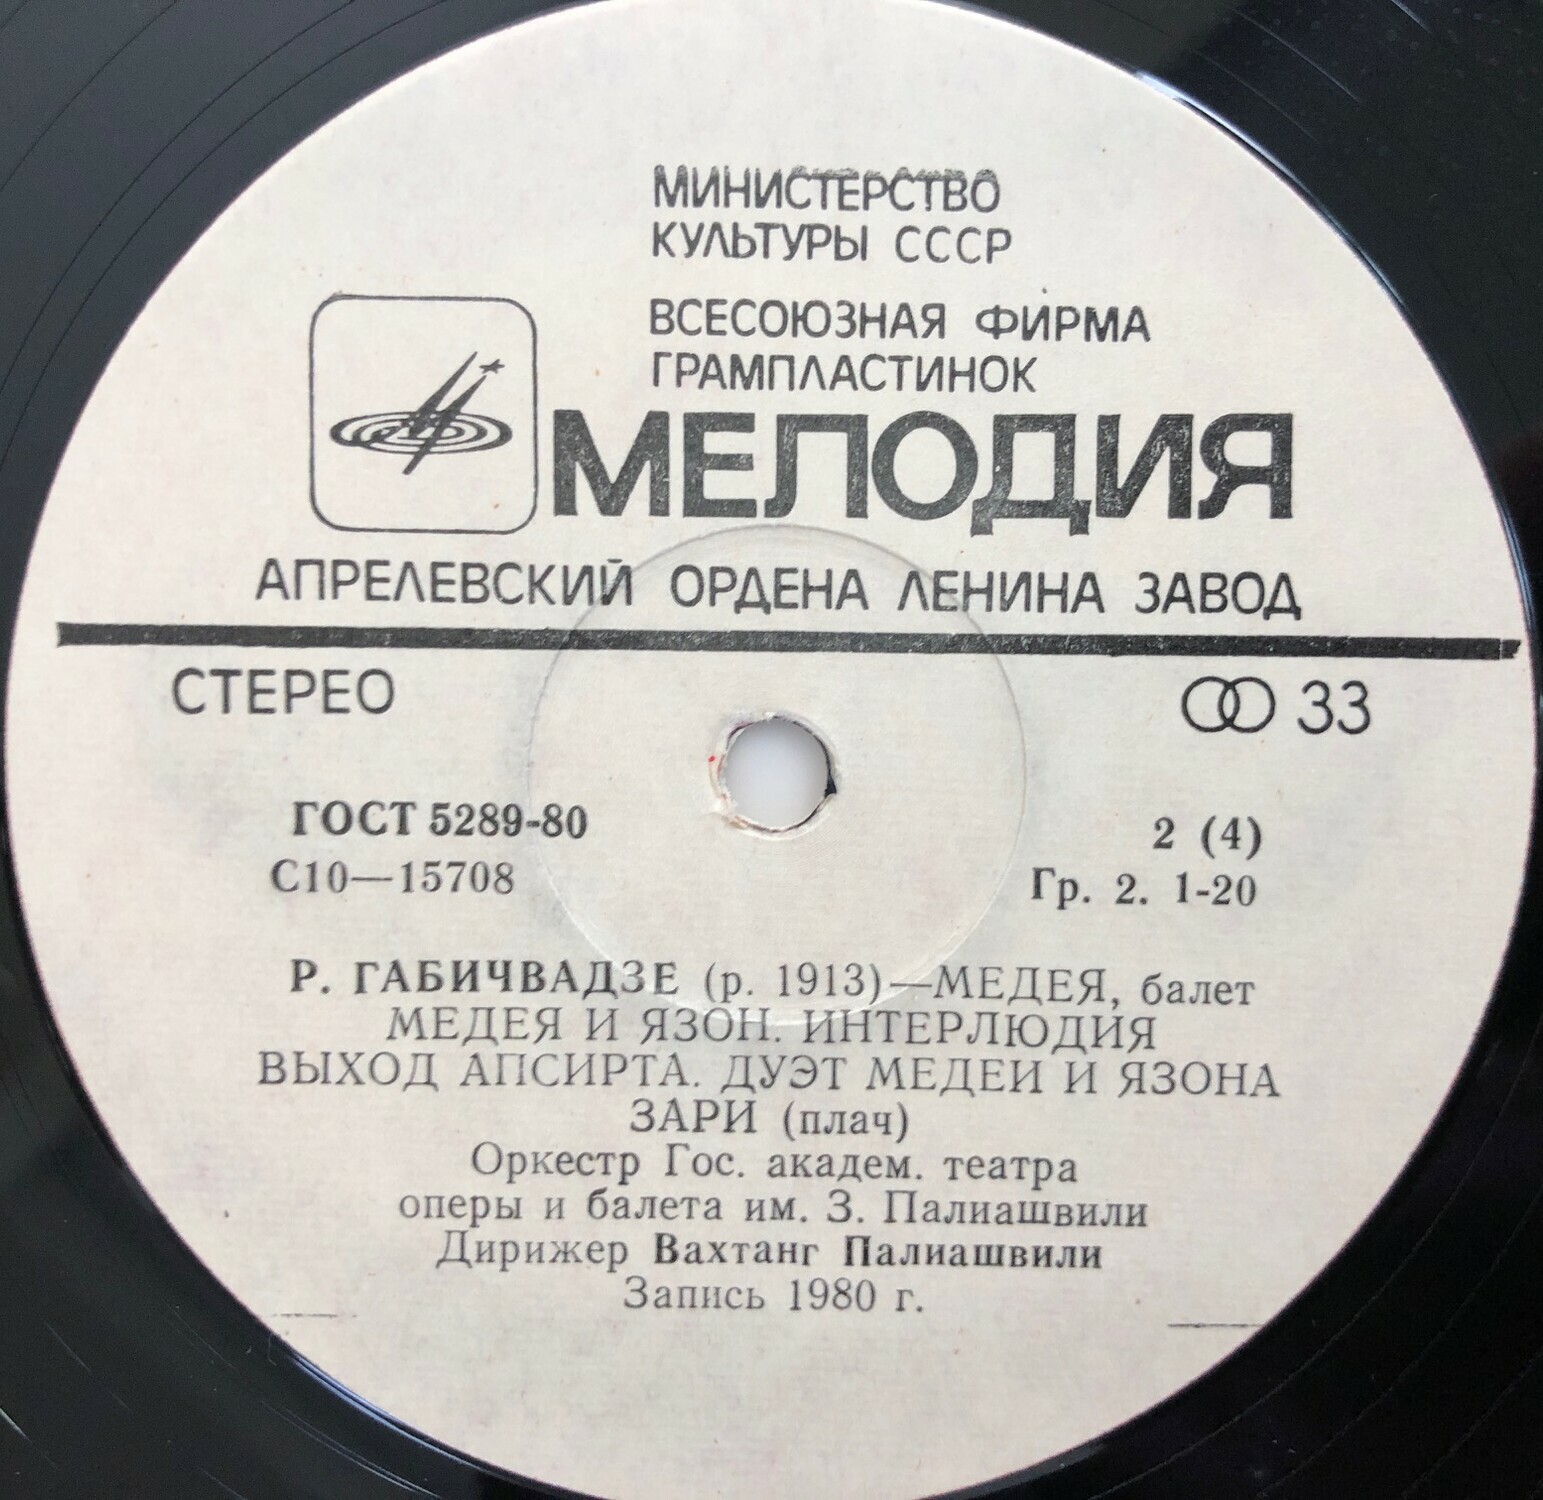 МИНИСТЕРСТВО
КУЛЬТУРЫ СССР
ВСЕСОЮЗНАЯ ФИРМА
ГРАМПЛАСТИНОК
МЕЛОДИЯ
АПРЕЛЕВСКИЙ ОРДЕНА ЛЕНИНА ЗАВОД
СТЕРЕО 33
ГОСТ 5289-80 2 (4)
С10—15708 Гр. 2. 1-20
Р. ГАБИЧВАДЗЕ (р. 1913)—МЕДЕЯ, балет
МЕДЕЯ И ЯЗОН. ИНТЕРЛЮДИЯ
ВЫХОД АПСИРТА. ДУЭТ МЕДЕИ И ЯЗОНА
ЗАРИ (плач)
Оркестр Гос. академ. театра
оперы и балета им. З. Палиашвили
Дирижер Вахтанг Палиашвили
Запись 1980 г.